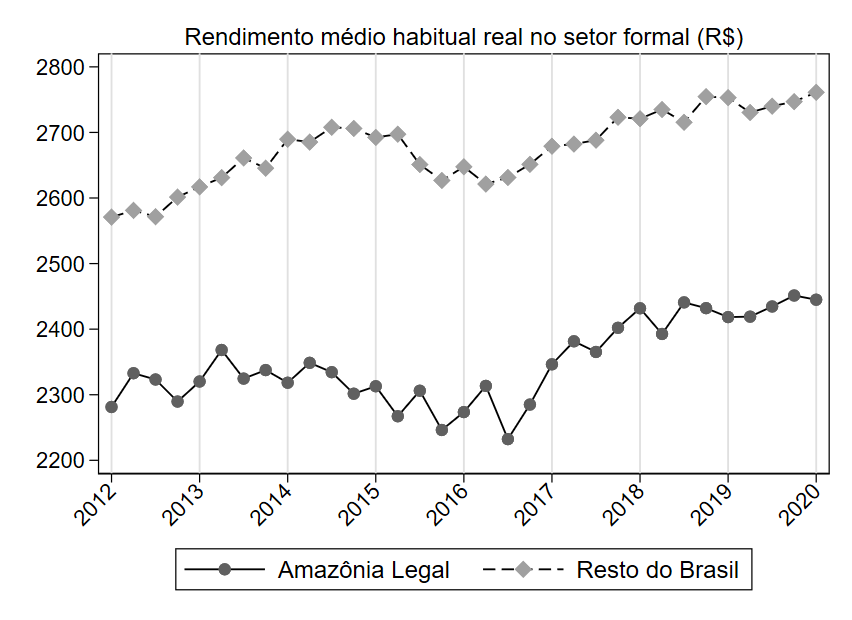 Rendimento médio habitual real no setor formal (R$)
2800
2700
2600
2500
2400
2300
2200
2012 2013 2014 2015 2016 2017 2018 2019 2020
Amazônia Legal Resto do Brasil